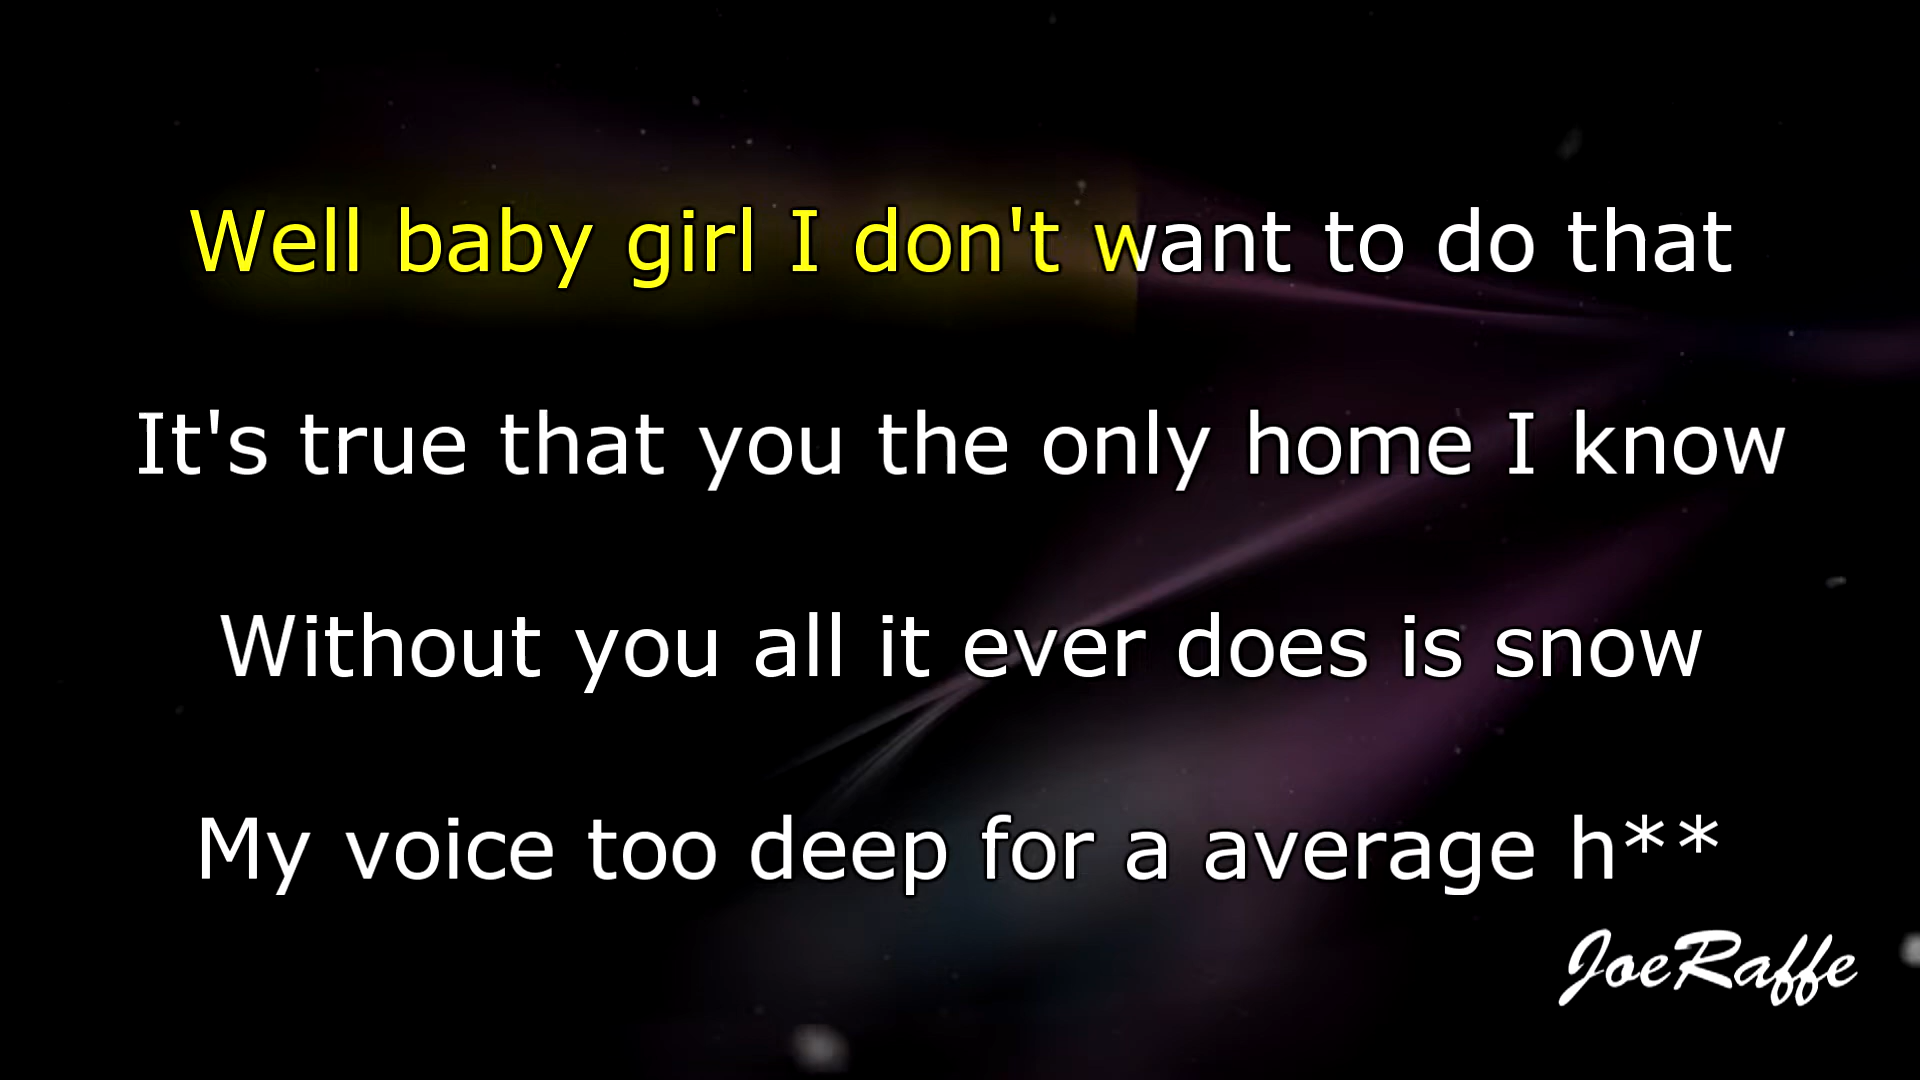 Well baby girl I don't want to do that
It's true that you the only home I know
Without you all it ever does is snow
My voice too deep for a average h**
JoeRaffe